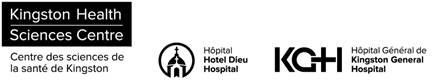 Kingston Health
Sciences Centre
Centre des sciences de
la santé de Kingston
Hôpital
Hotel Dieu
Hospital
KGH
Hôpital Général de
Kingston General
Hospital